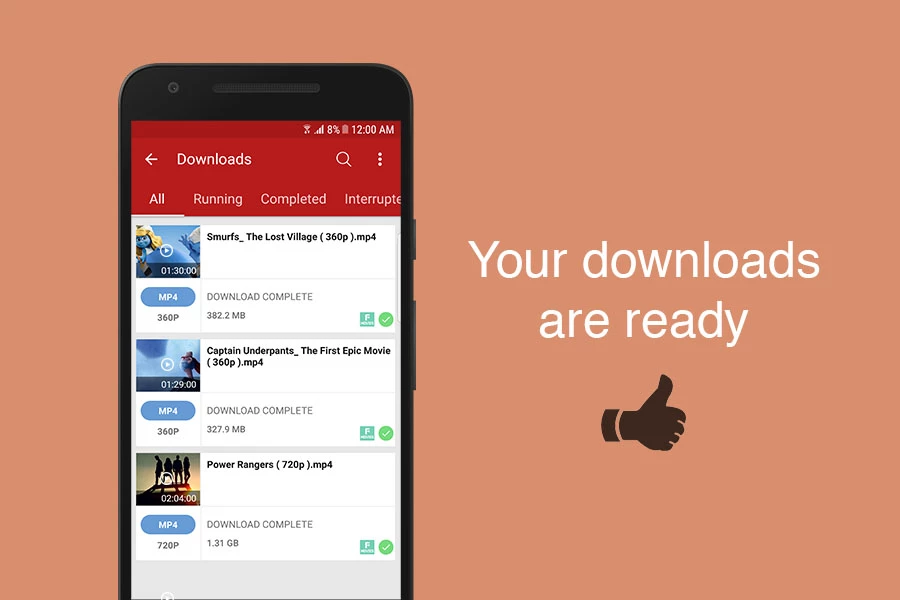 8% 12:00 AM
Downloads
All Running Completed Interrupte
Smurfs_ The Lost Village ( 360p ).mp4
01:30:00
MP4 DOWNLOAD COMPLETE
360P 382.2 MB
F
MOVIES
Captain Underpants_ The First Epic Movie
( 360p ).mp4
01:29:00
MP4 DOWNLOAD COMPLETE
360P 327.9 MB
F
MOVIES
Power Rangers ( 720p ).mp4
02:04:00
MP4 DOWNLOAD COMPLETE
720P 1.31 GB
F
MOVIES
Your downloads
are ready